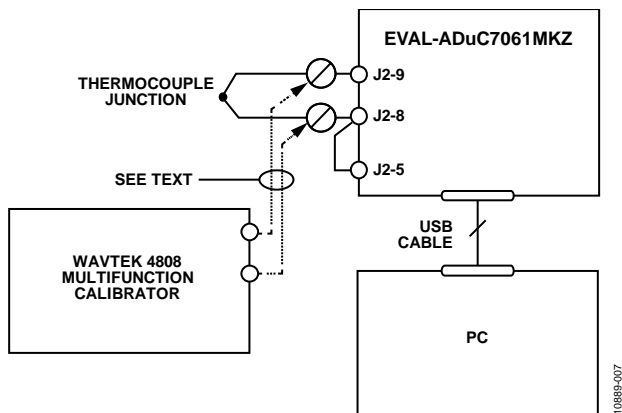 EVAL-ADuC7061MKZ
J2-9
THERMOCOUPLE
JUNCTION
J2-8
J2-5
SEE TEXT
USB
CABLE
WAVTEK 4808
MULTIFUNCTION
CALIBRATOR
PC
10889-007